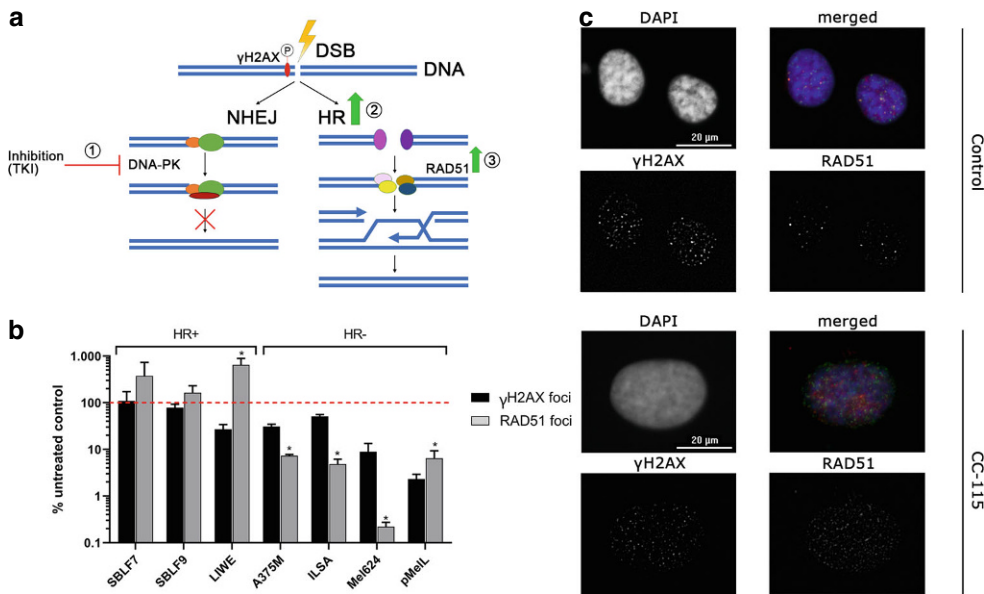 a
γH2AX
P
DSB
DNA
NHEJ
HR
②
①
Inhibition
(TKI)
DNA-PK
RAD51
③
b
HR+
HR-
% untreated control
1.000
100
10
1
0.1
γH2AX foci
RAD51 foci
*
*
*
*
*
SBLF7
SBLF9
LIWE
A375M
ILSA
Mel624
pMelL
c
DAPI
merged
20 µm
γH2AX
RAD51
Control
DAPI
merged
20 µm
γH2AX
RAD51
CC-115